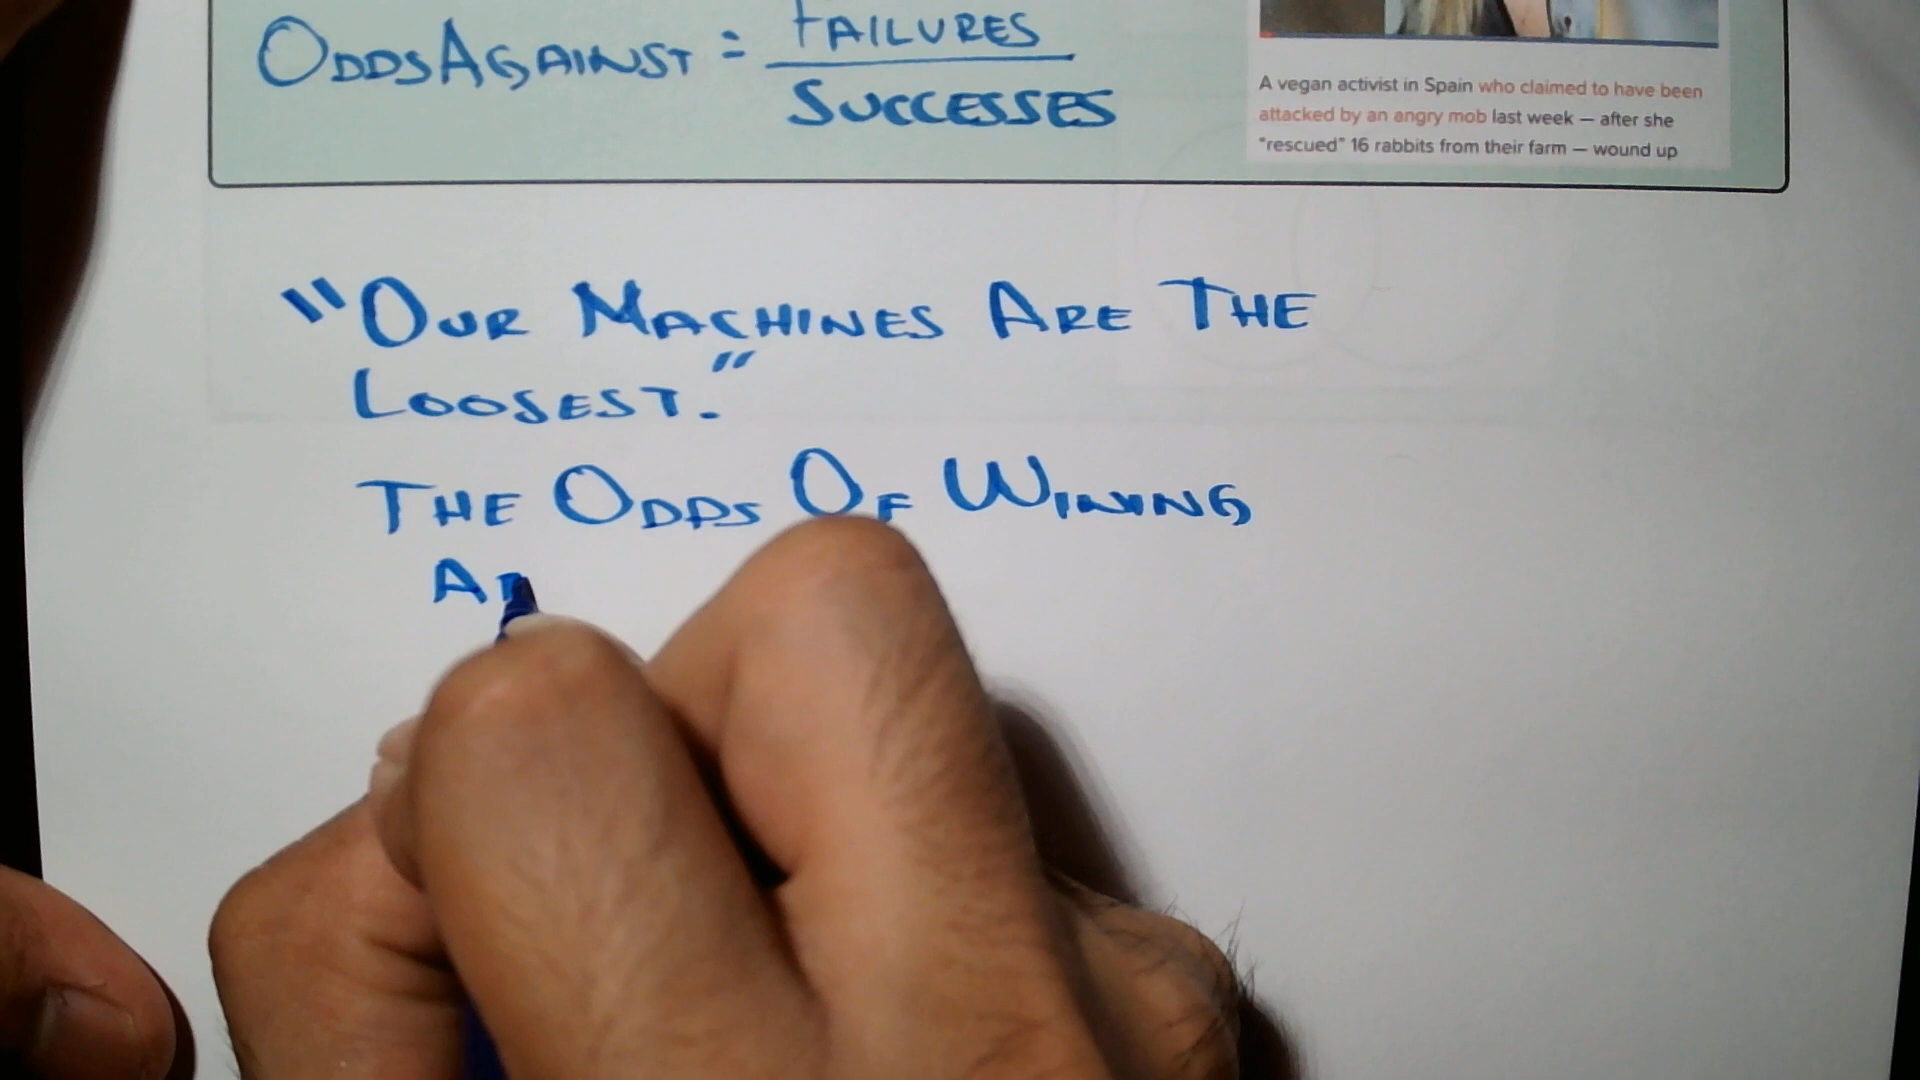 OddsAgainst = Failures
Successes
A vegan activist in Spain who claimed to have been
attacked by an angry mob last week — after she
"rescued" 16 rabbits from their farm — wound up
"Our Machines Are The
Loosest."
The Odds Of Wining